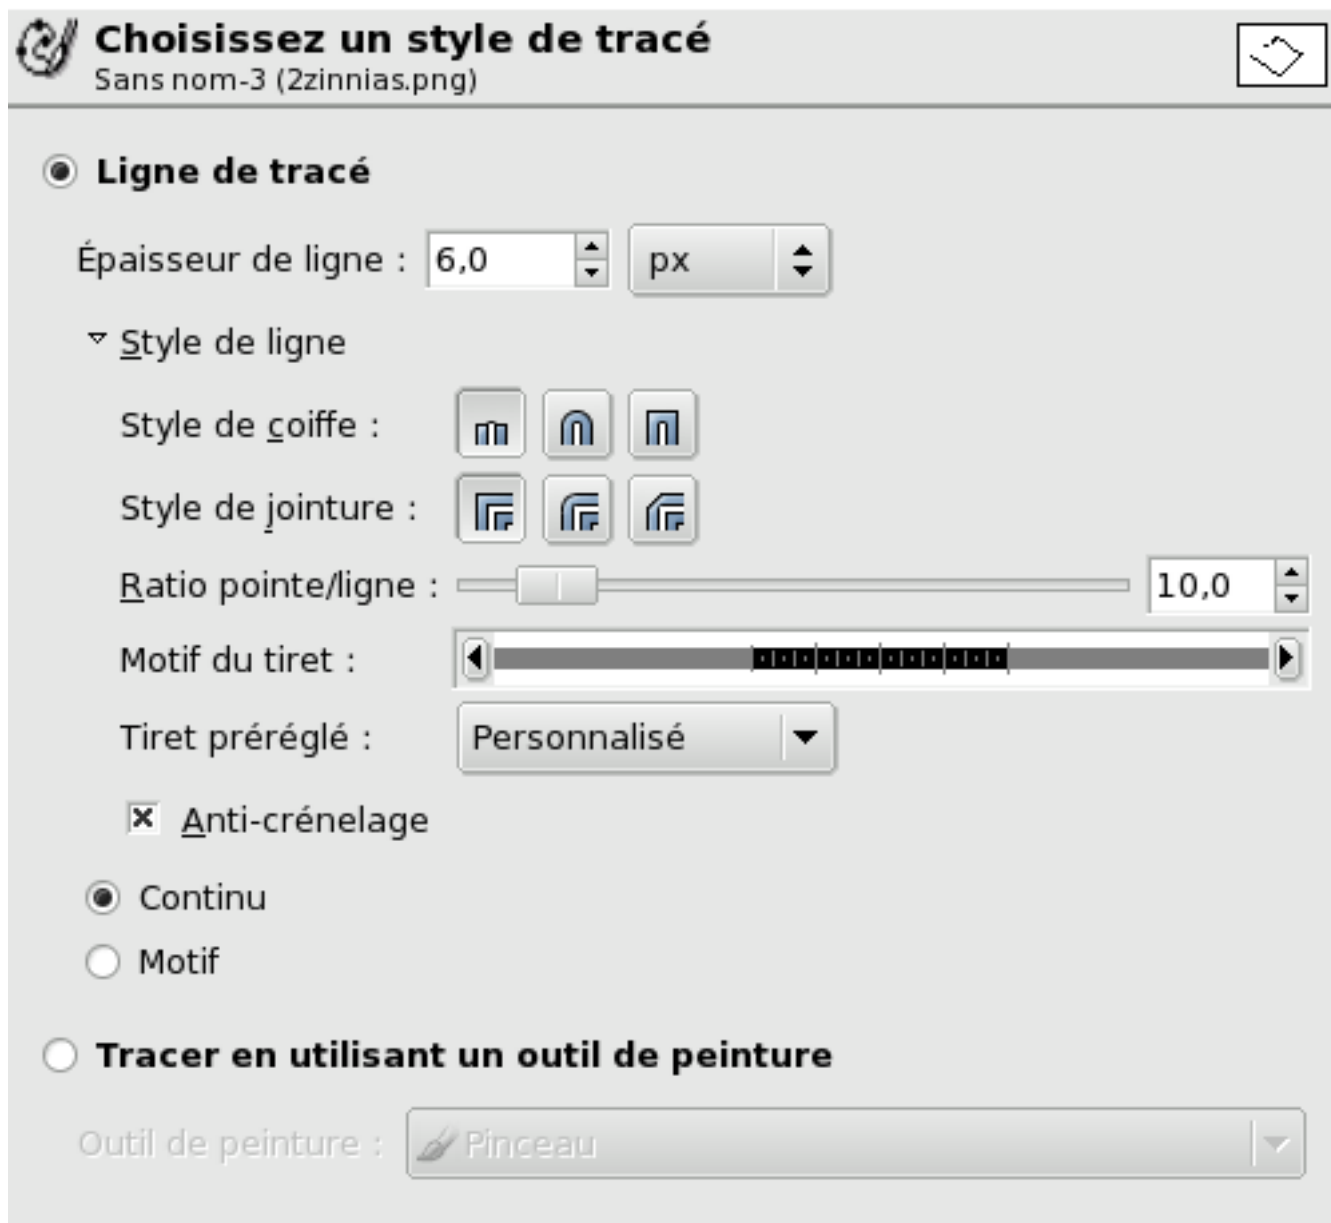 Choisissez un style de tracé
Sans nom-3 (2zinnias.png)
Ligne de tracé
Épaisseur de ligne : 6,0 px
Style de ligne
Style de coiffe :
Style de jointure :
Ratio pointe/ligne : 10,0
Motif du tiret :
Tiret préréglé : Personnalisé
Anti-crénelage
Continu
Motif
Tracer en utilisant un outil de peinture
Outil de peinture : Pinceau